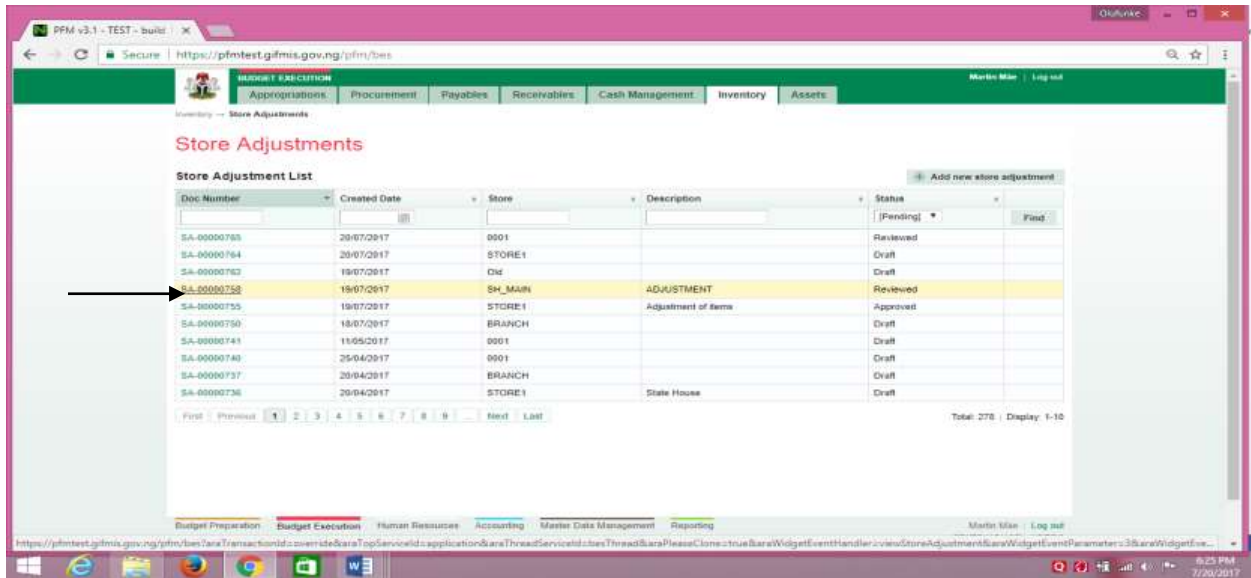 Olufunke
PFM v3.1 - TEST - build
Secure https://pfmtest.gifmis.gov.ng/pfm/bes
BUDGET EXECUTION
Martin Mäe | Log out
Appropriations Procurement Payables Receivables Cash Management Inventory Assets
Inventory → Store Adjustments
Store Adjustments
Store Adjustment List
Add new store adjustment
Doc Number Created Date Store Description Status
[Pending] Find
SA-00000765 20/07/2017 0001 Reviewed
SA-00000764 20/07/2017 STORE1 Draft
19/07/2017 Old Draft
SA-00000758 19/07/2017 SH_MAIN ADJUSTMENT Reviewed
SA-00000755 19/07/2017 STORE1 Adjustment of items Approved
SA-00000750 18/07/2017 BRANCH Draft
SA-00000741 11/05/2017 0001 Draft
SA-00000740 25/04/2017 0001 Draft
SA-00000737 20/04/2017 BRANCH Draft
SA-00000736 20/04/2017 STORE1 State House Draft
First Previous 1 2 3 4 5 6 7 8 9 ... Next Last
Total: 278 | Display: 1-10
Budget Preparation Budget Execution Human Resources Accounting Master Data Management Reporting
Martin Mäe | Log out
6:25 PM
7/20/2017